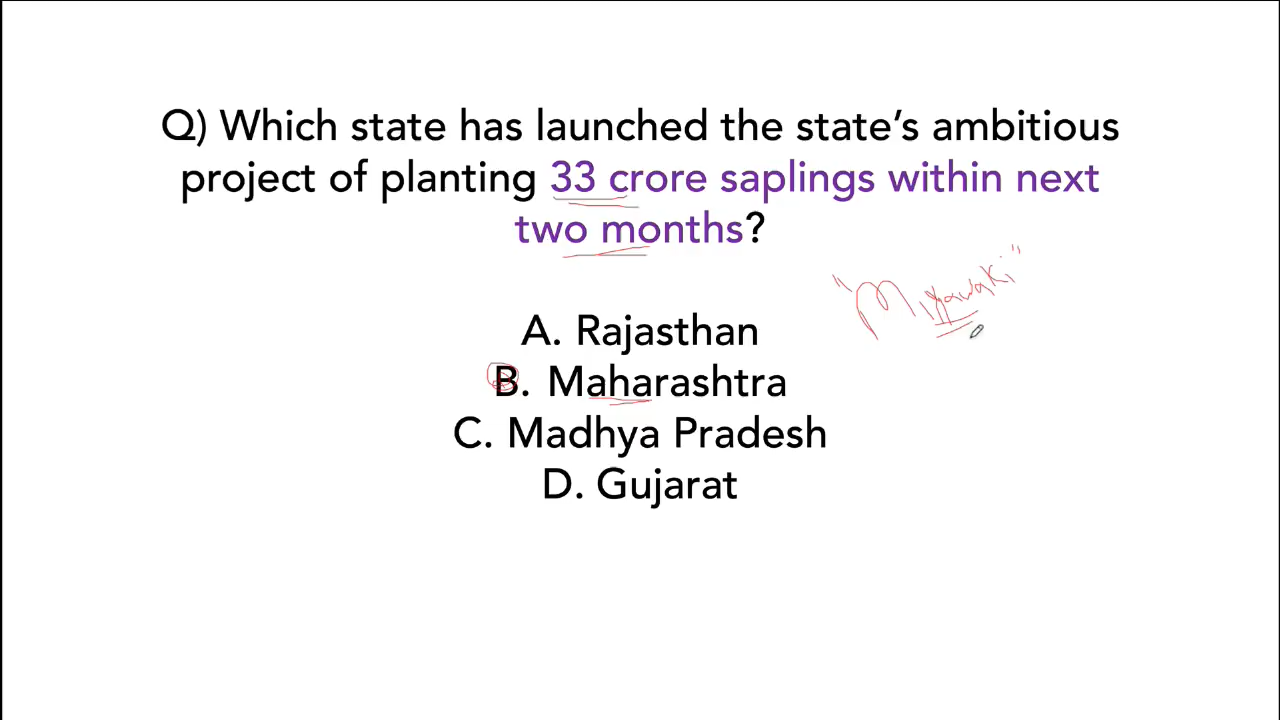 Q) Which state has launched the state’s ambitious
project of planting 33 crore saplings within next
two months?
"Miyawaki"
A. Rajasthan
B. Maharashtra
C. Madhya Pradesh
D. Gujarat